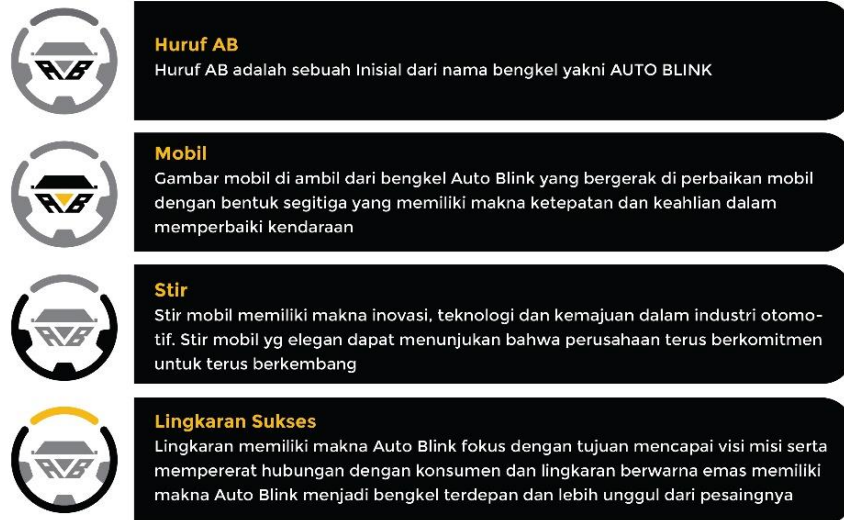 AB
Huruf AB
Huruf AB adalah sebuah Inisial dari nama bengkel yakni AUTO BLINK
AB
Mobil
Gambar mobil di ambil dari bengkel Auto Blink yang bergerak di perbaikan mobil
dengan bentuk segitiga yang memiliki makna ketepatan dan keahlian dalam
memperbaiki kendaraan
AB
Stir
Stir mobil memiliki makna inovasi, teknologi dan kemajuan dalam industri otomo-
tif. Stir mobil yg elegan dapat menunjukan bahwa perusahaan terus berkomitmen
untuk terus berkembang
AB
Lingkaran Sukses
Lingkaran memiliki makna Auto Blink fokus dengan tujuan mencapai visi misi serta
mempererat hubungan dengan konsumen dan lingkaran berwarna emas memiliki
makna Auto Blink menjadi bengkel terdepan dan lebih unggul dari pesaingnya